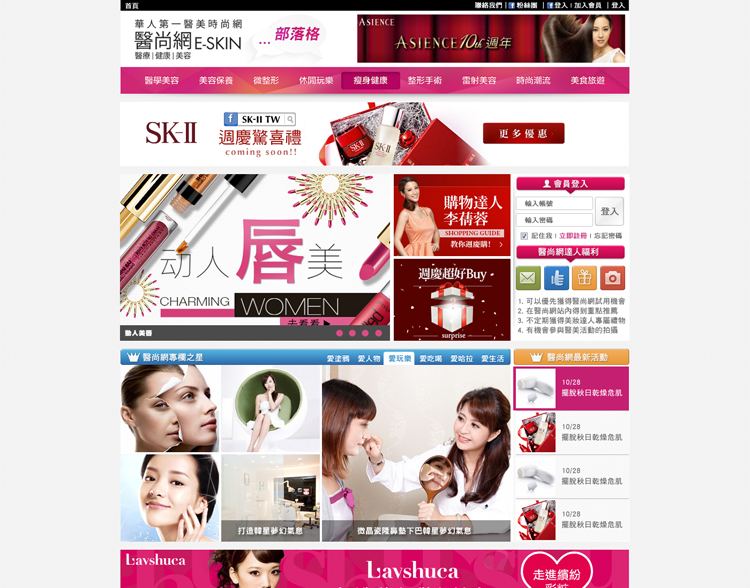 首頁
聯絡我們 | 粉絲團 | 登入 | 加入會員 | 登入
華人第一醫美時尚網
醫尚網 E-SKIN
醫療|健康|美容
... 部落格
ASIENCE
ASIENCE 10th 週年
醫學美容 美容保養 微整形 休閒玩樂 瘦身健康 整形手術 雷射美容 時尚潮流 美食旅遊
SK-II
SK-II TW
週慶驚喜禮
coming soon!!
SK-II
更多優惠
动人唇美
CHARMING WOMEN
去看看
動人美唇
購物達人
李蒨蓉
SHOPPING GUIDE
教你週慶購!
週慶超好Buy
surprise
會員登入
輸入帳號
輸入密碼
登入
記住我 | 立即註冊 | 忘記密碼
醫尚網達人福利
1. 可以優先獲得醫尚網試用機會
2. 在醫尚網站內得到重點推薦
3. 不定期獲得美妝達人專屬禮物
4. 有機會參與醫美活動的拍攝
醫尚網專欄之星
愛塗鴉 愛人物 愛玩樂 愛吃喝 愛哈拉 愛生活
打造韓星夢幻氣息
微晶瓷隆鼻墊下巴韓星夢幻氣息
醫尚網最新活動
10/28
擺脫秋日乾燥危肌
10/28
擺脫秋日乾燥危肌
10/28
擺脫秋日乾燥危肌
10/28
擺脫秋日乾燥危肌
Lavshuca
Lavshuca
走進繽紛
彩妝